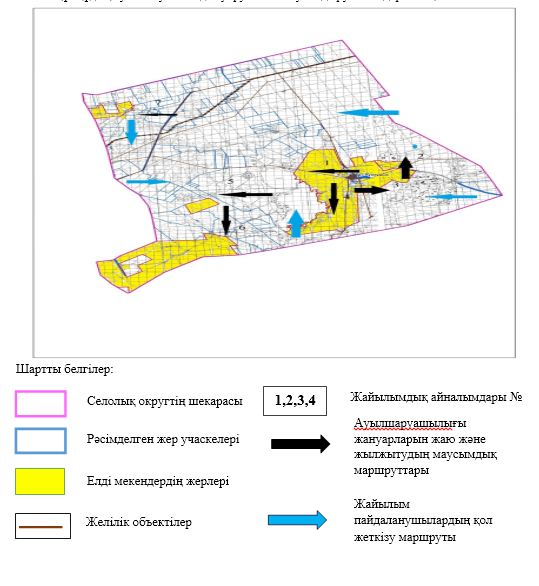 Шартты белгілер:
Селолық округтің шекарасы
1,2,3,4
Жайылымдық айналымдары №
Рәсімделген жер учаскелері
Ауылшаруашылығы
жануарларын жаю және
жылжытудың маусымдық
маршруттары
Елді мекендердің жерлері
Желілік объектілер
Жайылым
пайдаланушылардың қол
жеткізу маршруты